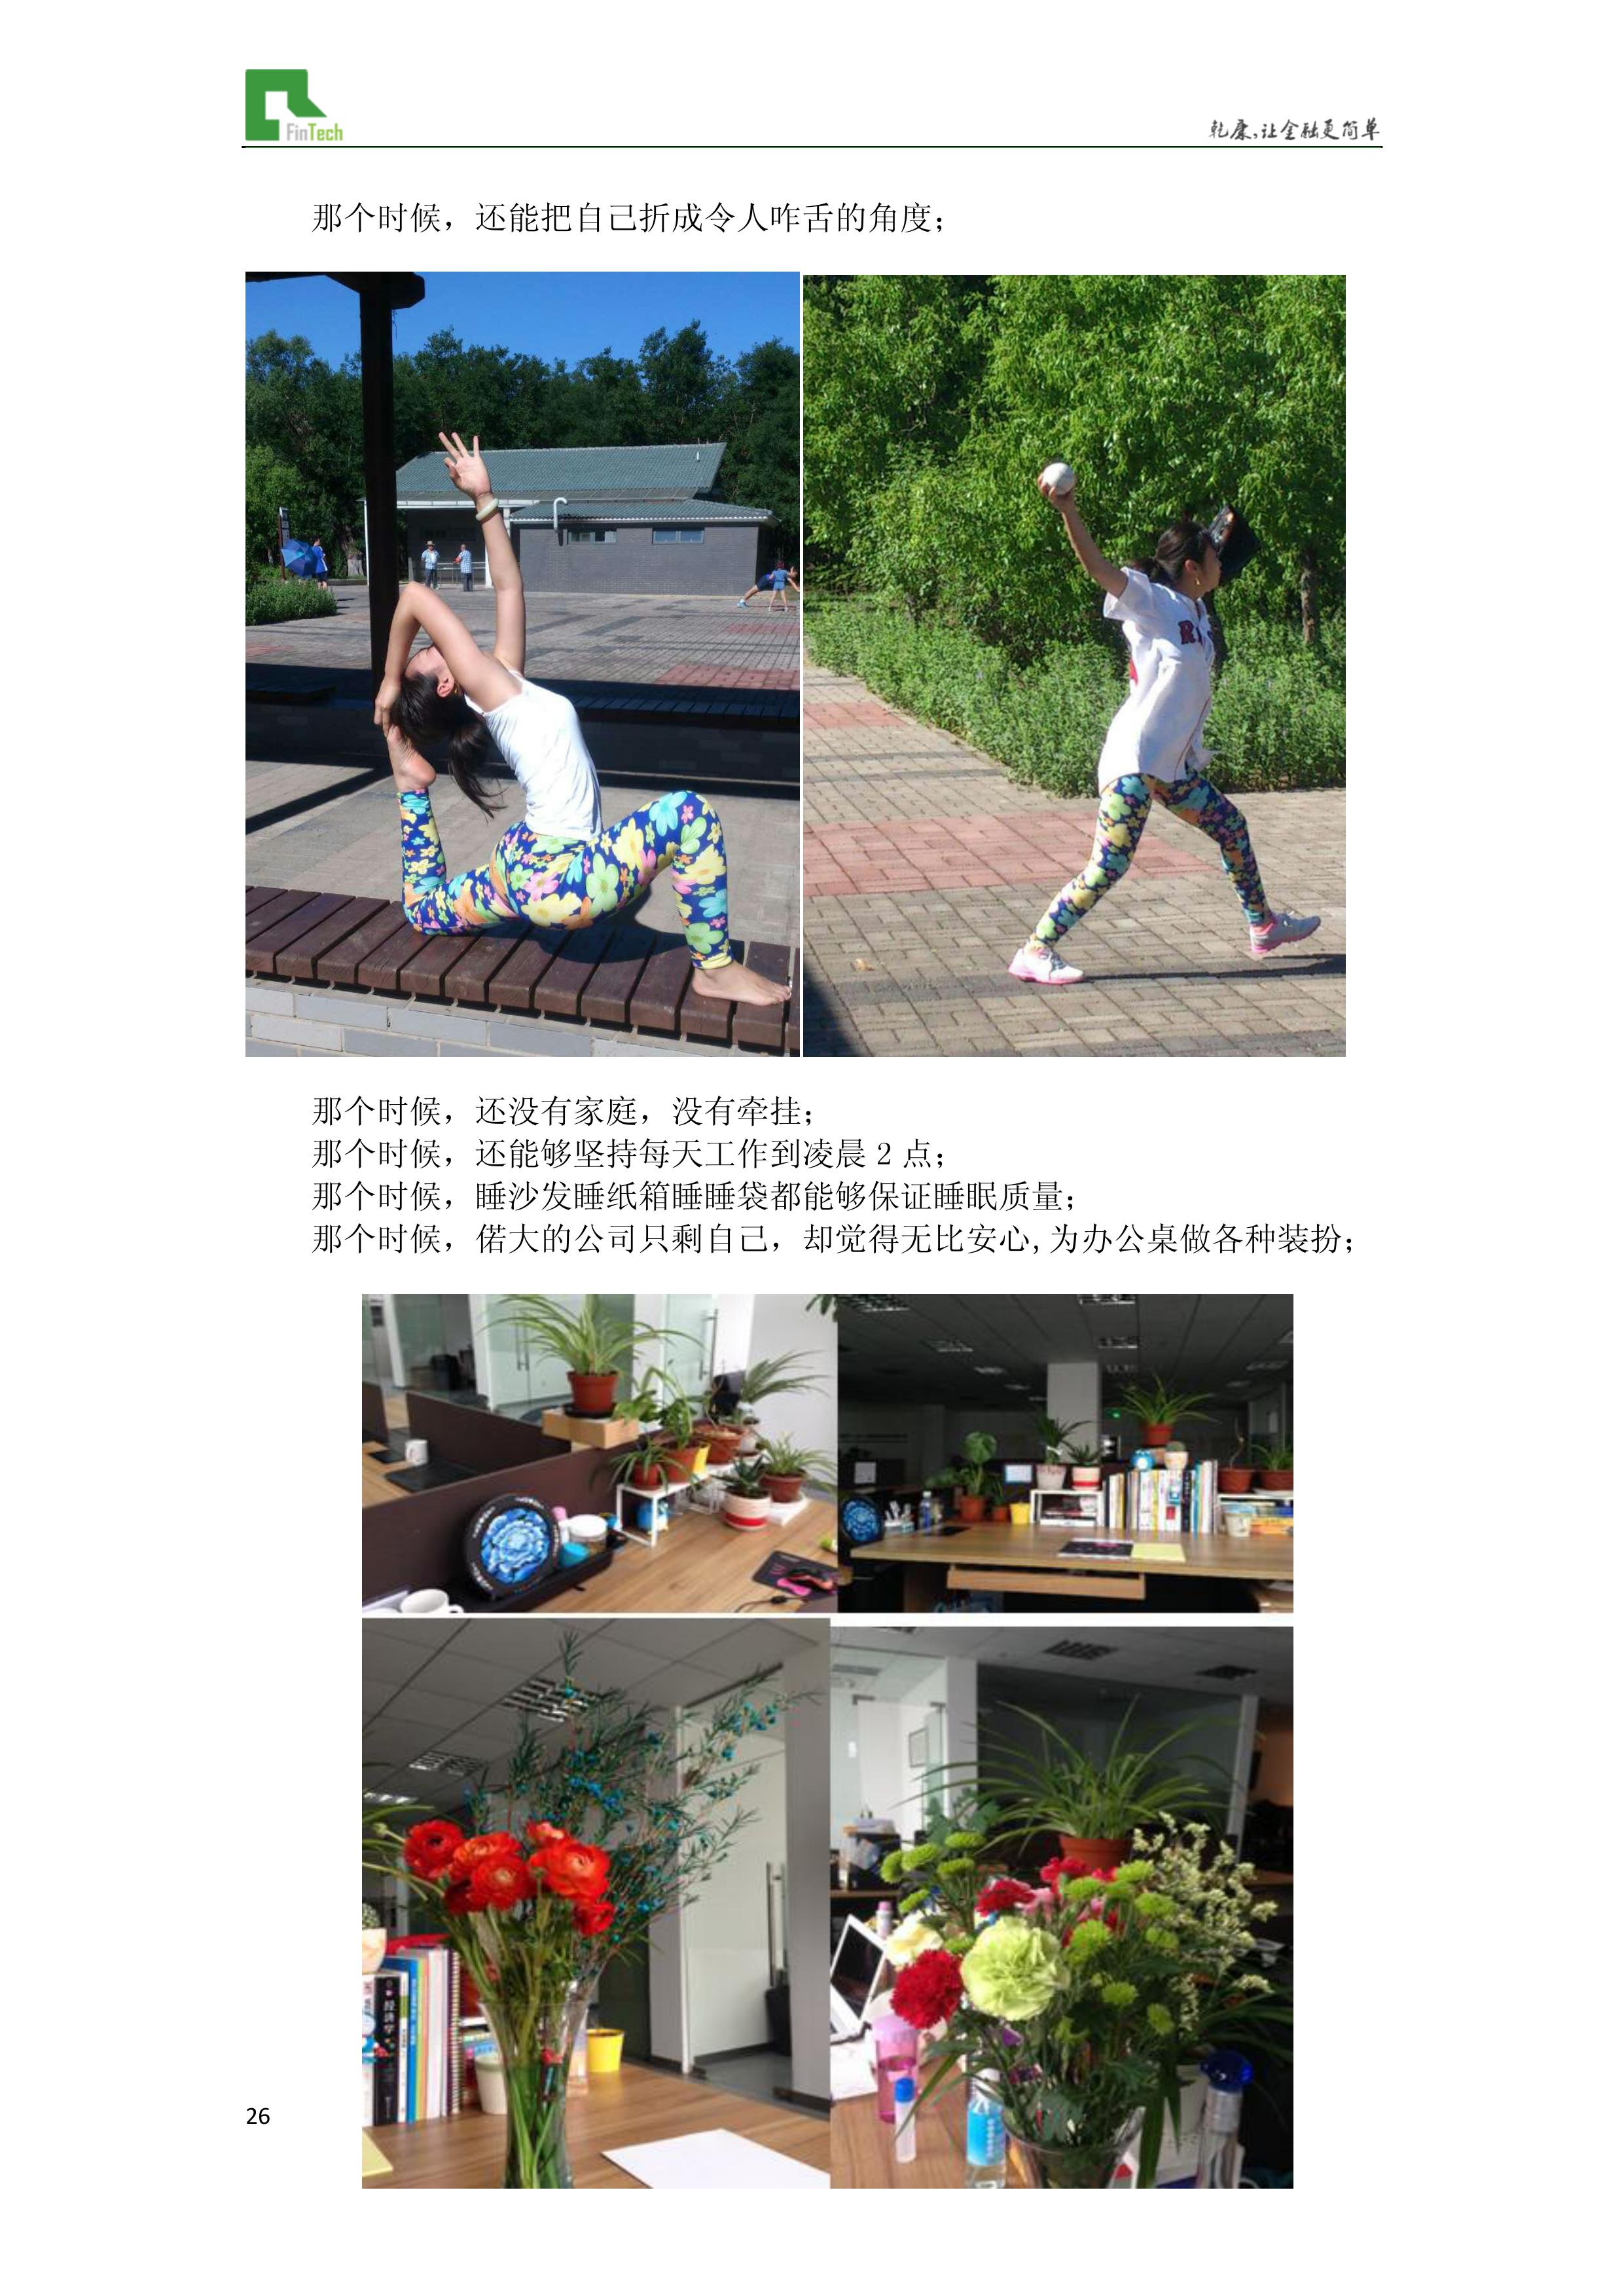 FinTech
乾康,让金融更简单
那个时候，还能把自己折成令人咋舌的角度；
那个时候，还没有家庭，没有牵挂；
那个时候，还能够坚持每天工作到凌晨 2 点；
那个时候，睡沙发睡纸箱睡睡袋都能够保证睡眠质量；
那个时候，偌大的公司只剩自己，却觉得无比安心,为办公桌做各种装扮；
经济学
26